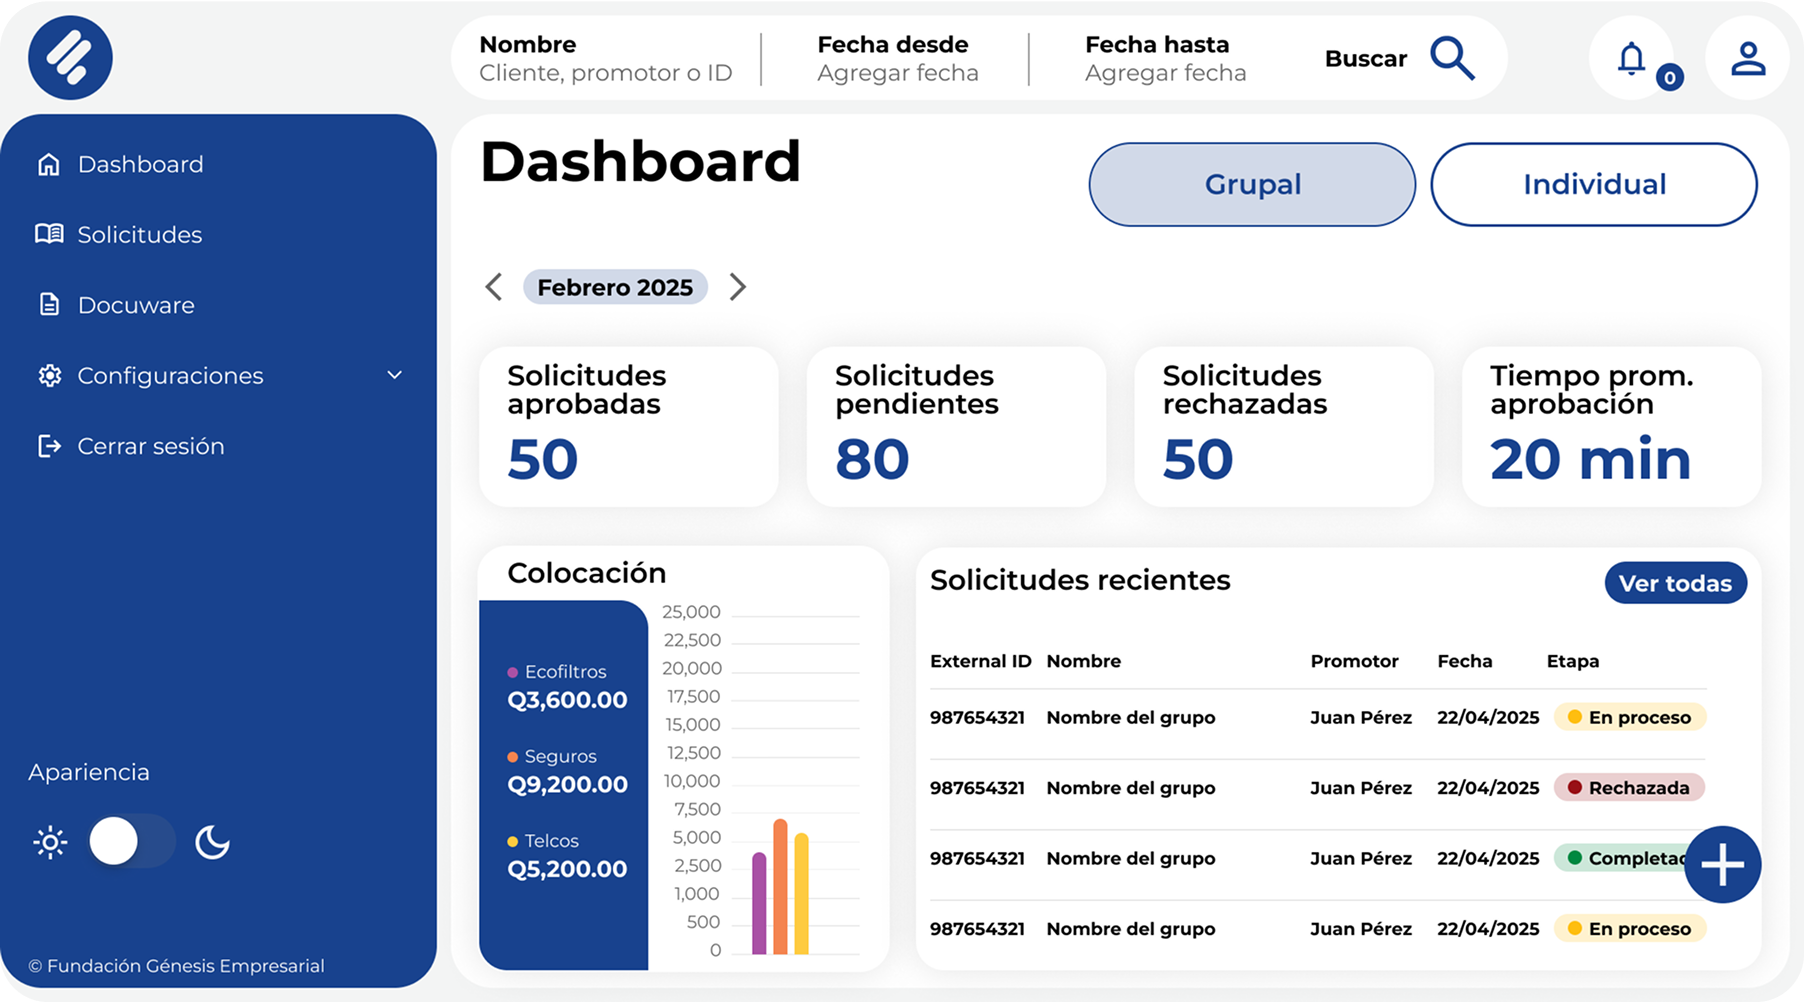 Nombre
Cliente, promotor o ID
Fecha desde
Agregar fecha
Fecha hasta
Agregar fecha
Buscar
0
Dashboard
Solicitudes
Docuware
Configuraciones
Cerrar sesión
Apariencia
© Fundación Génesis Empresarial
Dashboard
Grupal
Individual
Febrero 2025
Solicitudes
aprobadas
50
Solicitudes
pendientes
80
Solicitudes
rechazadas
50
Tiempo prom.
aprobación
20 min
Colocación
Ecofiltros
Q3,600.00
Seguros
Q9,200.00
Telcos
Q5,200.00
25,000
22,500
20,000
17,500
15,000
12,500
10,000
7,500
5,000
2,500
1,000
500
0
Solicitudes recientes
Ver todas
External ID Nombre Promotor Fecha Etapa
987654321 Nombre del grupo Juan Pérez 22/04/2025 En proceso
987654321 Nombre del grupo Juan Pérez 22/04/2025 Rechazada
987654321 Nombre del grupo Juan Pérez 22/04/2025 Completad
987654321 Nombre del grupo Juan Pérez 22/04/2025 En proceso